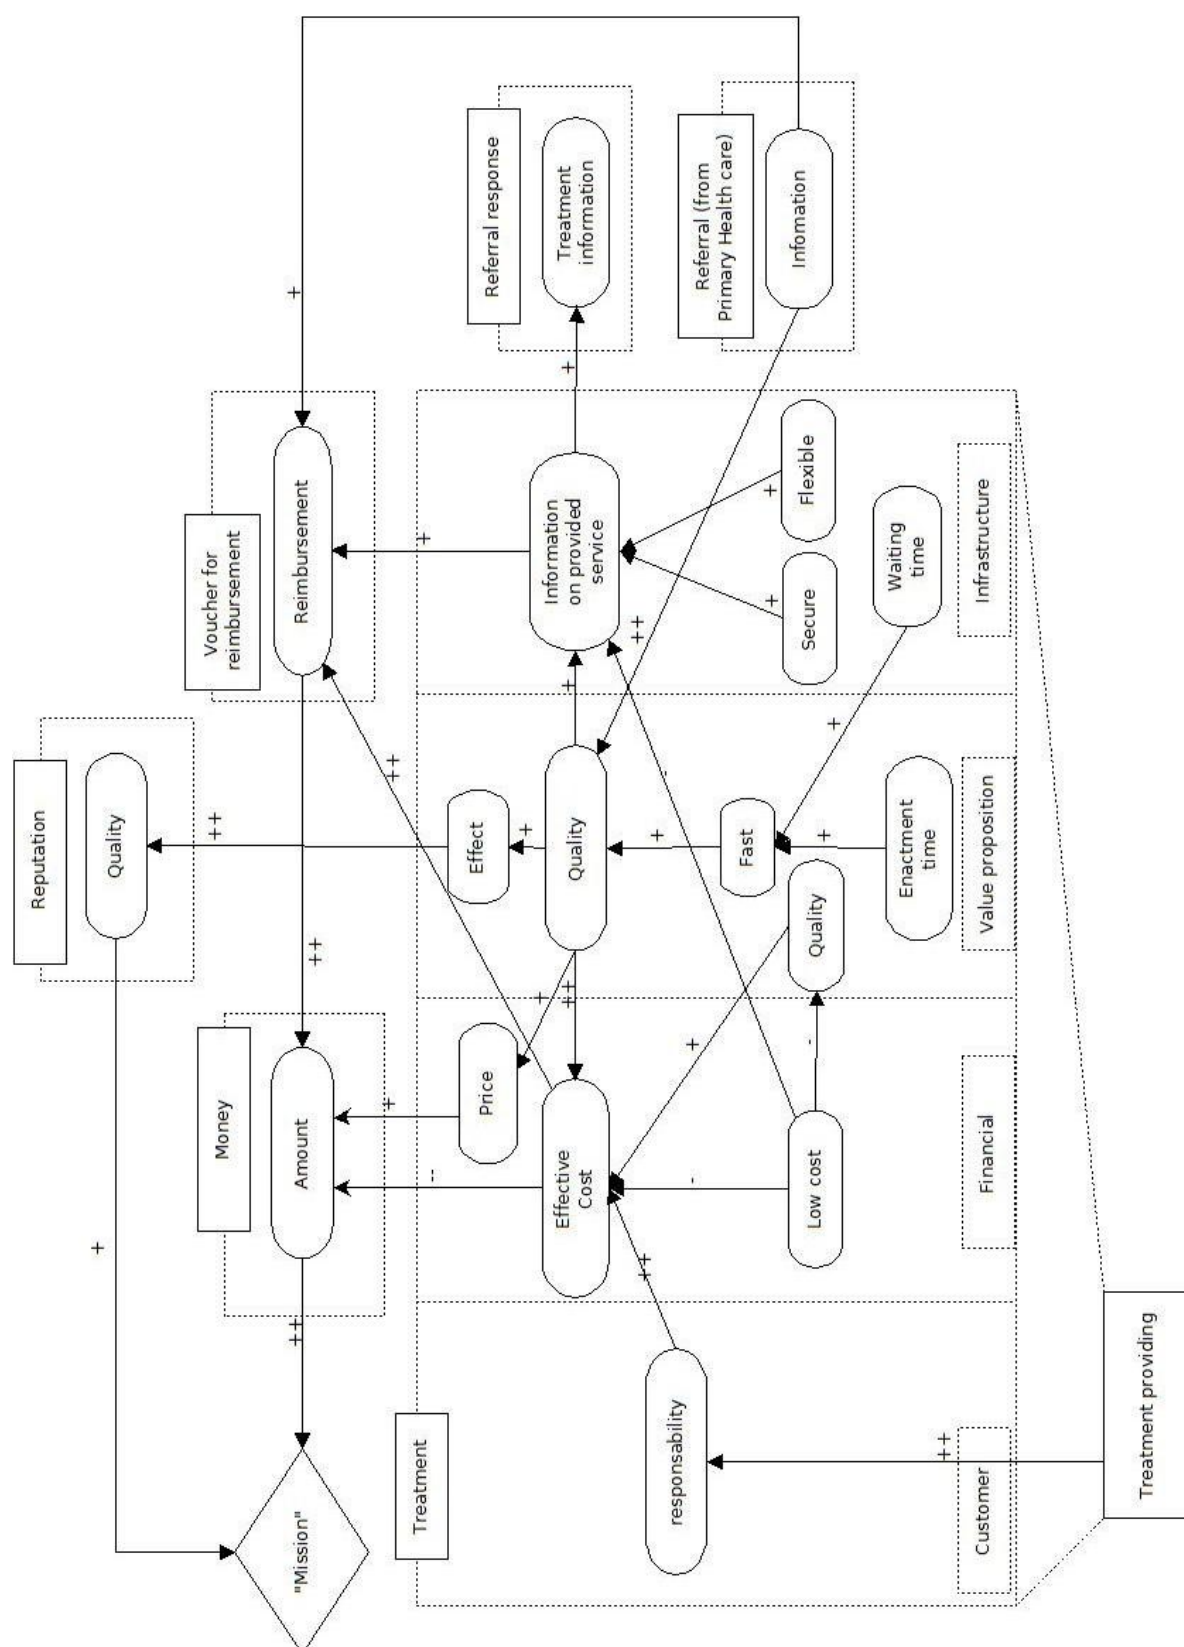 Reputation
Quality
+
++
Money
Voucher for
reimbursement
"Mission"
++
Amount
++
Reimbursement
+
+
++
Treatment
--
+
Price
Effect
Referral response
+
+
Effective
Cost
++
Quality
+
Information
on provided
service
+
Treatment
information
++
++
responsability
-
+
+
-
Referral (from
Primary Health care)
Fast
+
+
Low cost
-
Quality
Secure
Flexible
Infomation
+
+
Enactment
time
Waiting
time
++
Customer
Financial
Value proposition
Infrastructure
Treatment providing